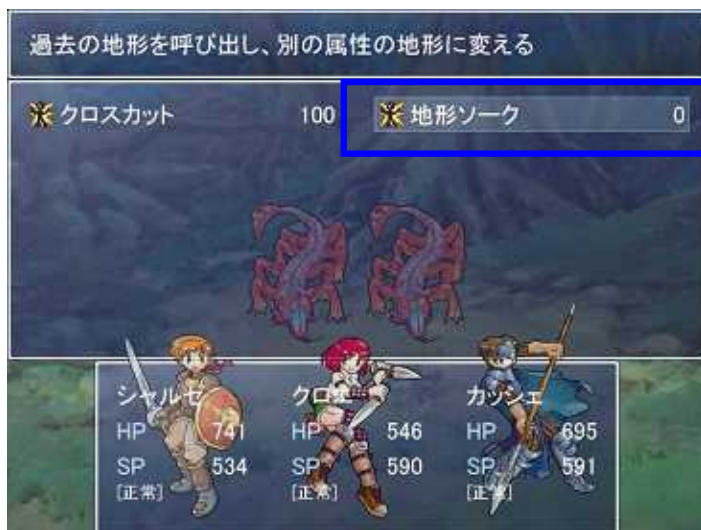 過去の地形を呼び出し、別の属性の地形に変える
クロスカット 100 地形ソーク 0
シャルゼ クロエ カッシェ
HP 741 HP 546 HP 695
SP 534 SP 590 SP 591
[正常] [正常] [正常]